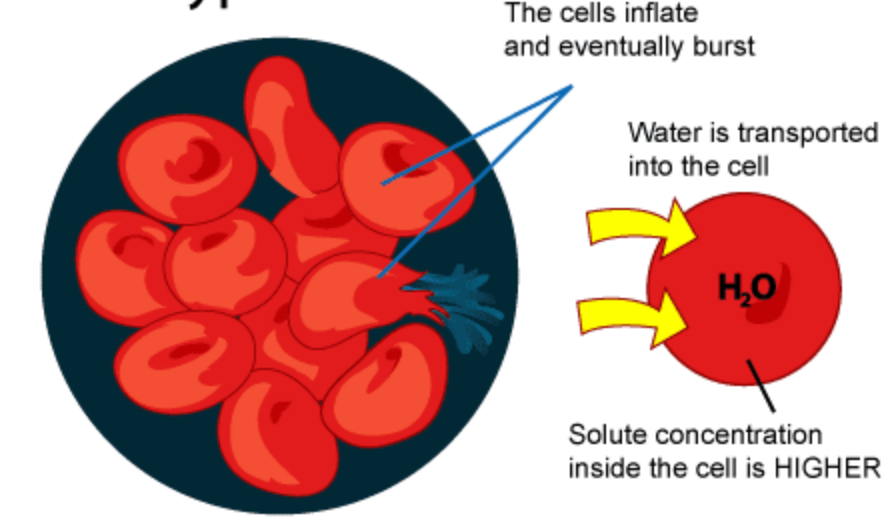 The cells inflate
and eventually burst
Water is transported
into the cell
H₂O
Solute concentration
inside the cell is HIGHER